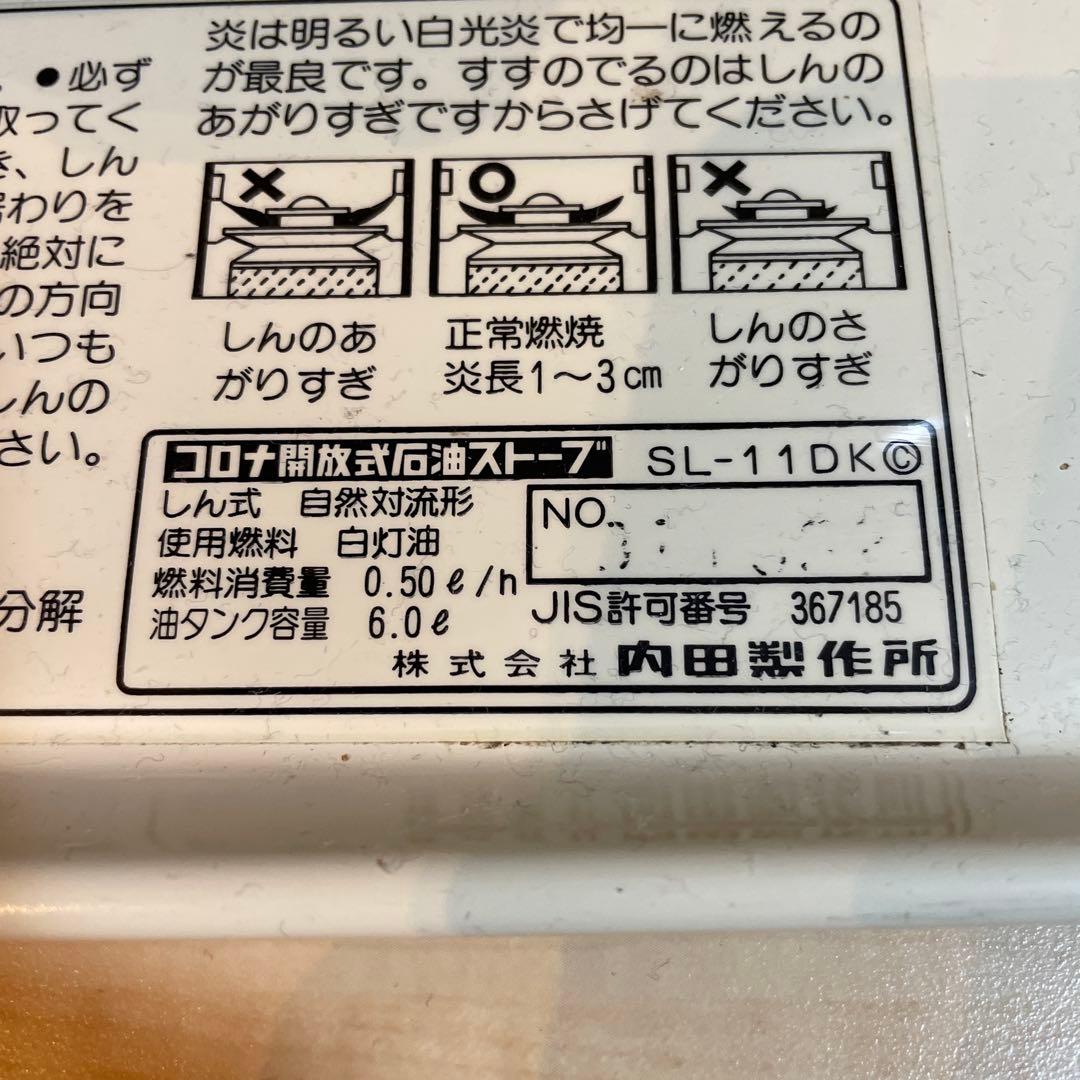 炎は明るい白光炎で均一に燃えるの
が最良です。すすのでるのはしんの
あがりすぎですからさげてください。
●必ず
取ってく
き、しん
座わりを
絶対に
の方向
いつも
しんの
さい。
分解
しんのあ
がりすぎ
正常燃焼
炎長1〜3cm
しんのさ
がりすぎ
コロナ開放式石油ストーブ SL-11DKⒸ
しん式 自然対流形
使用燃料 白灯油
燃料消費量 0.50ℓ/h
油タンク容量 6.0ℓ
NO.
JIS許可番号 367185
株式会社 内田製作所